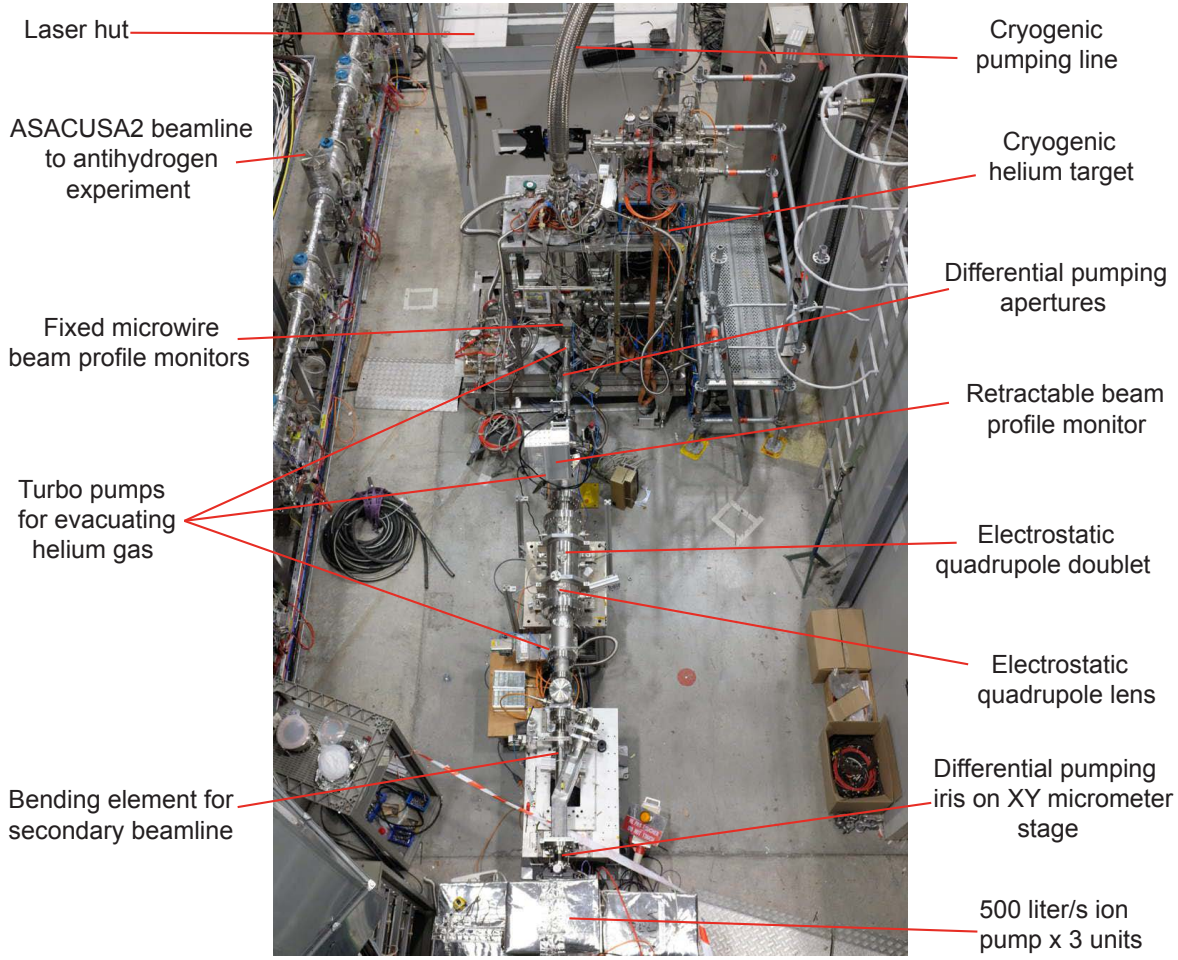 Laser hut
ASACUSA2 beamline
to antihydrogen
experiment
Fixed microwire
beam profile monitors
Turbo pumps
for evacuating
helium gas
Bending element for
secondary beamline
Cryogenic
pumping line
Cryogenic
helium target
Differential pumping
apertures
Retractable beam
profile monitor
Electrostatic
quadrupole doublet
Electrostatic
quadrupole lens
Differential pumping
iris on XY micrometer
stage
500 liter/s ion
pump x 3 units